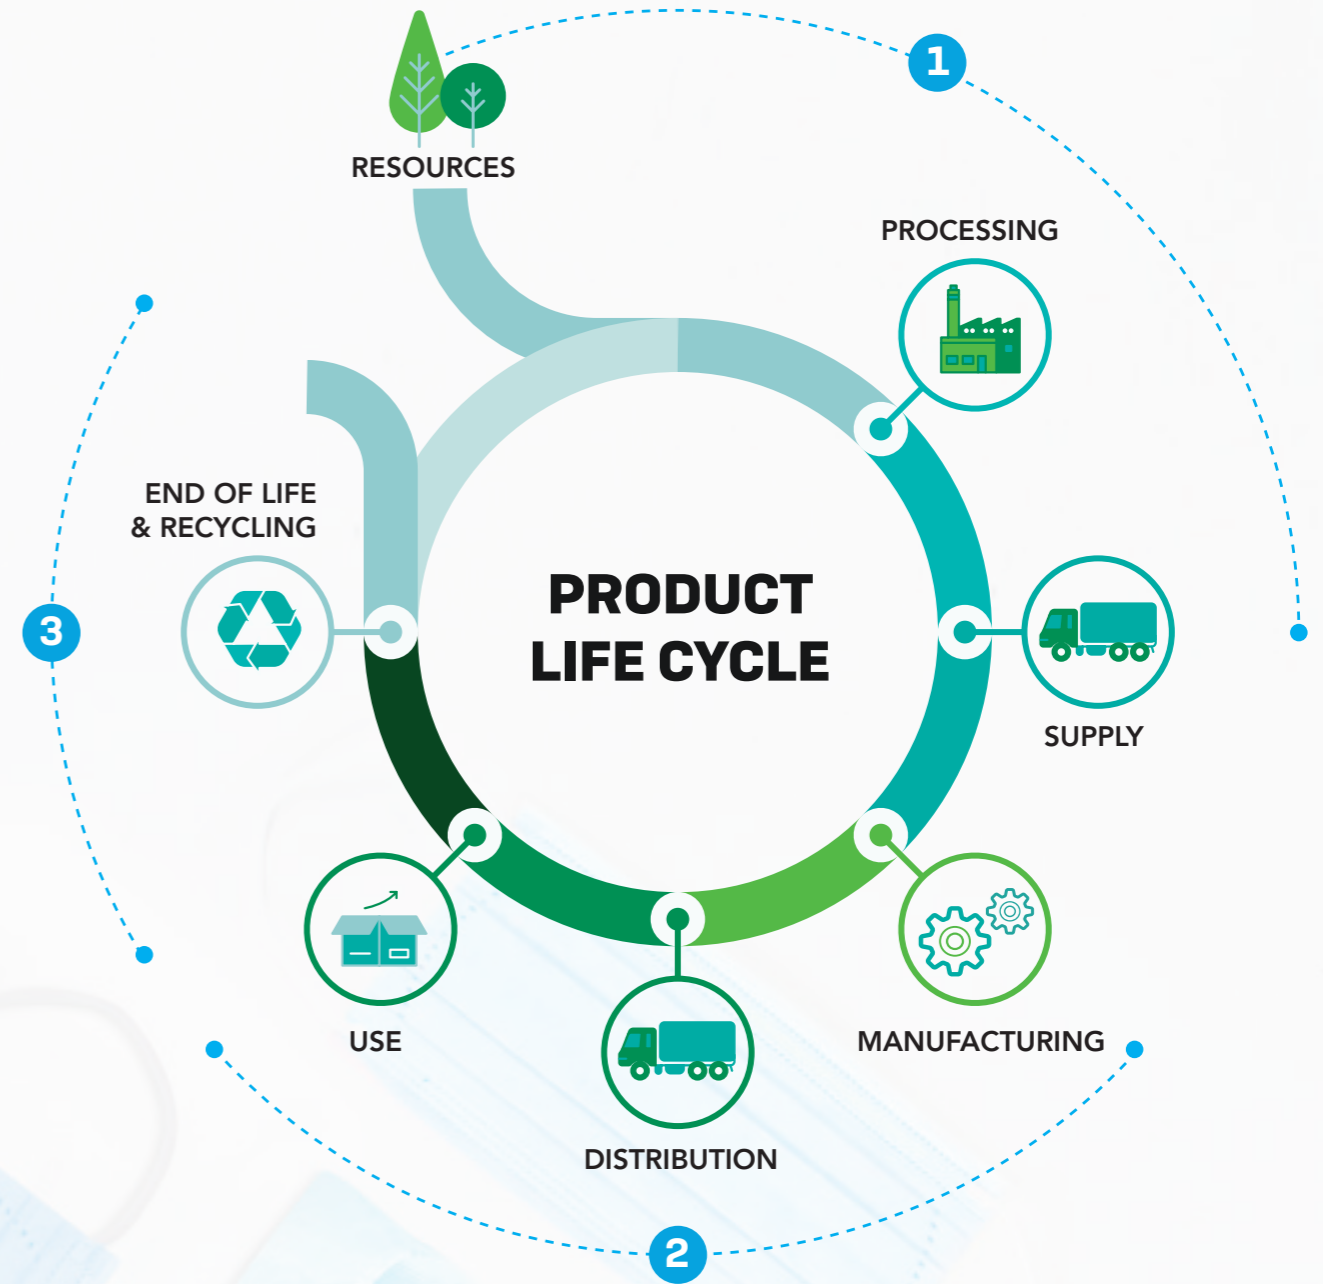 1
RESOURCES
PROCESSING
END OF LIFE
& RECYCLING
PRODUCT
LIFE CYCLE
3
SUPPLY
USE
MANUFACTURING
DISTRIBUTION
2